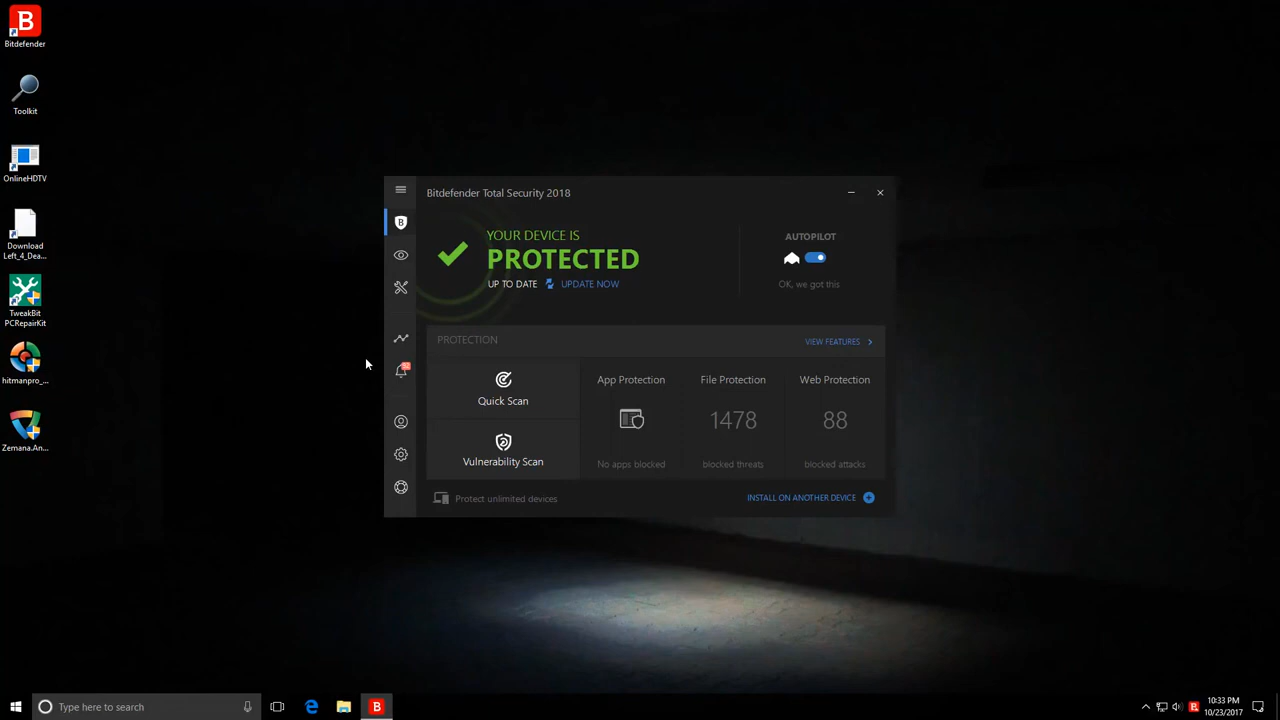 Bitdefender
Toolkit
OnlineHDTV
Download
Left_4_Dea...
TweakBit
PCRepairKit
hitmanpro_...
Zemana.An...
Bitdefender Total Security 2018
YOUR DEVICE IS
PROTECTED
UP TO DATE UPDATE NOW
AUTOPILOT
OK, we got this
PROTECTION
VIEW FEATURES
Quick Scan
Vulnerability Scan
App Protection
No apps blocked
File Protection
1478
blocked threats
Web Protection
88
blocked attacks
Protect unlimited devices
INSTALL ON ANOTHER DEVICE
Type here to search
10:33 PM
10/23/2017